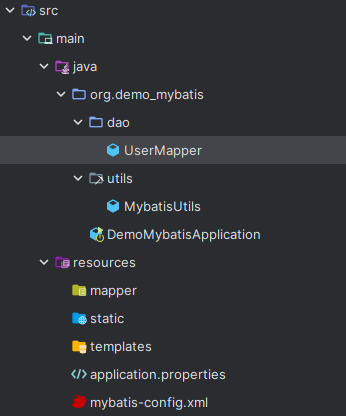 src
main
java
org.demo_mybatis
dao
UserMapper
utils
MybatisUtils
DemoMybatisApplication
resources
mapper
static
templates
application.properties
mybatis-config.xml